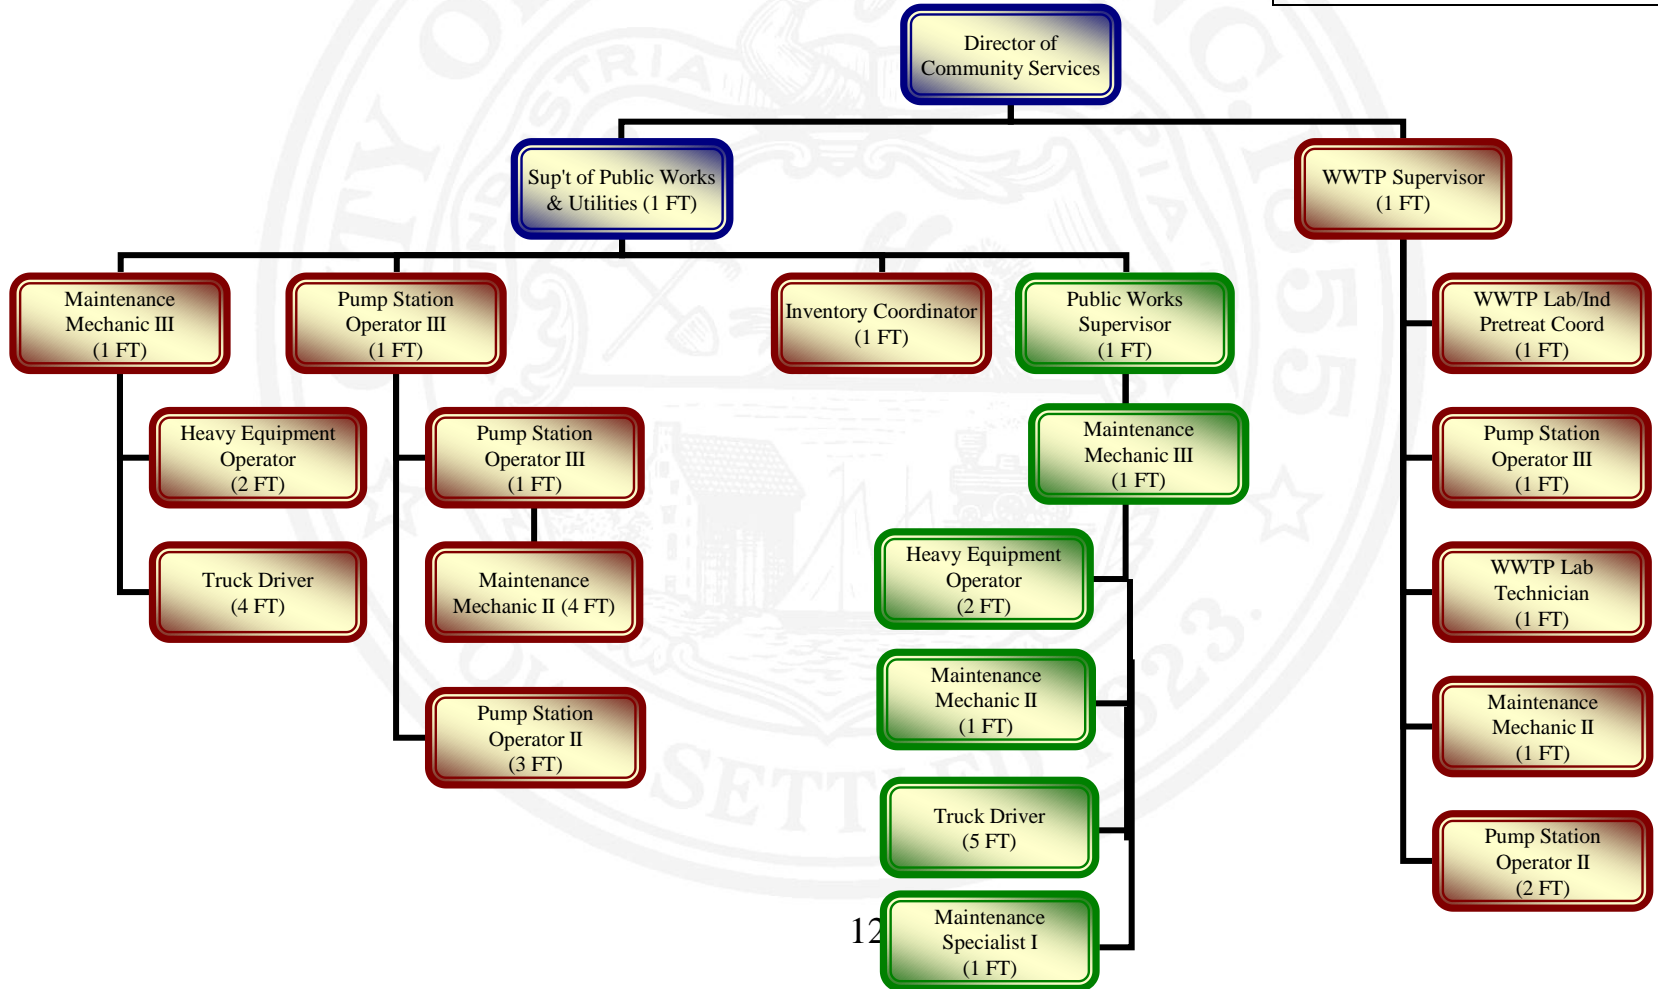 Director of
Community Services
Sup't of Public Works
& Utilities (1 FT)
WWTP Supervisor
(1 FT)
Maintenance
Mechanic III
(1 FT)
Pump Station
Operator III
(1 FT)
Inventory Coordinator
(1 FT)
Public Works
Supervisor
(1 FT)
WWTP Lab/Ind
Pretreat Coord
(1 FT)
Heavy Equipment
Operator
(2 FT)
Pump Station
Operator III
(1 FT)
Maintenance
Mechanic III
(1 FT)
Pump Station
Operator III
(1 FT)
Truck Driver
(4 FT)
Maintenance
Mechanic II (4 FT)
Heavy Equipment
Operator
(2 FT)
WWTP Lab
Technician
(1 FT)
Pump Station
Operator II
(3 FT)
Maintenance
Mechanic II
(1 FT)
Maintenance
Mechanic II
(1 FT)
Truck Driver
(5 FT)
Pump Station
Operator II
(2 FT)
Maintenance
Specialist I
(1 FT)
12
SETTLED